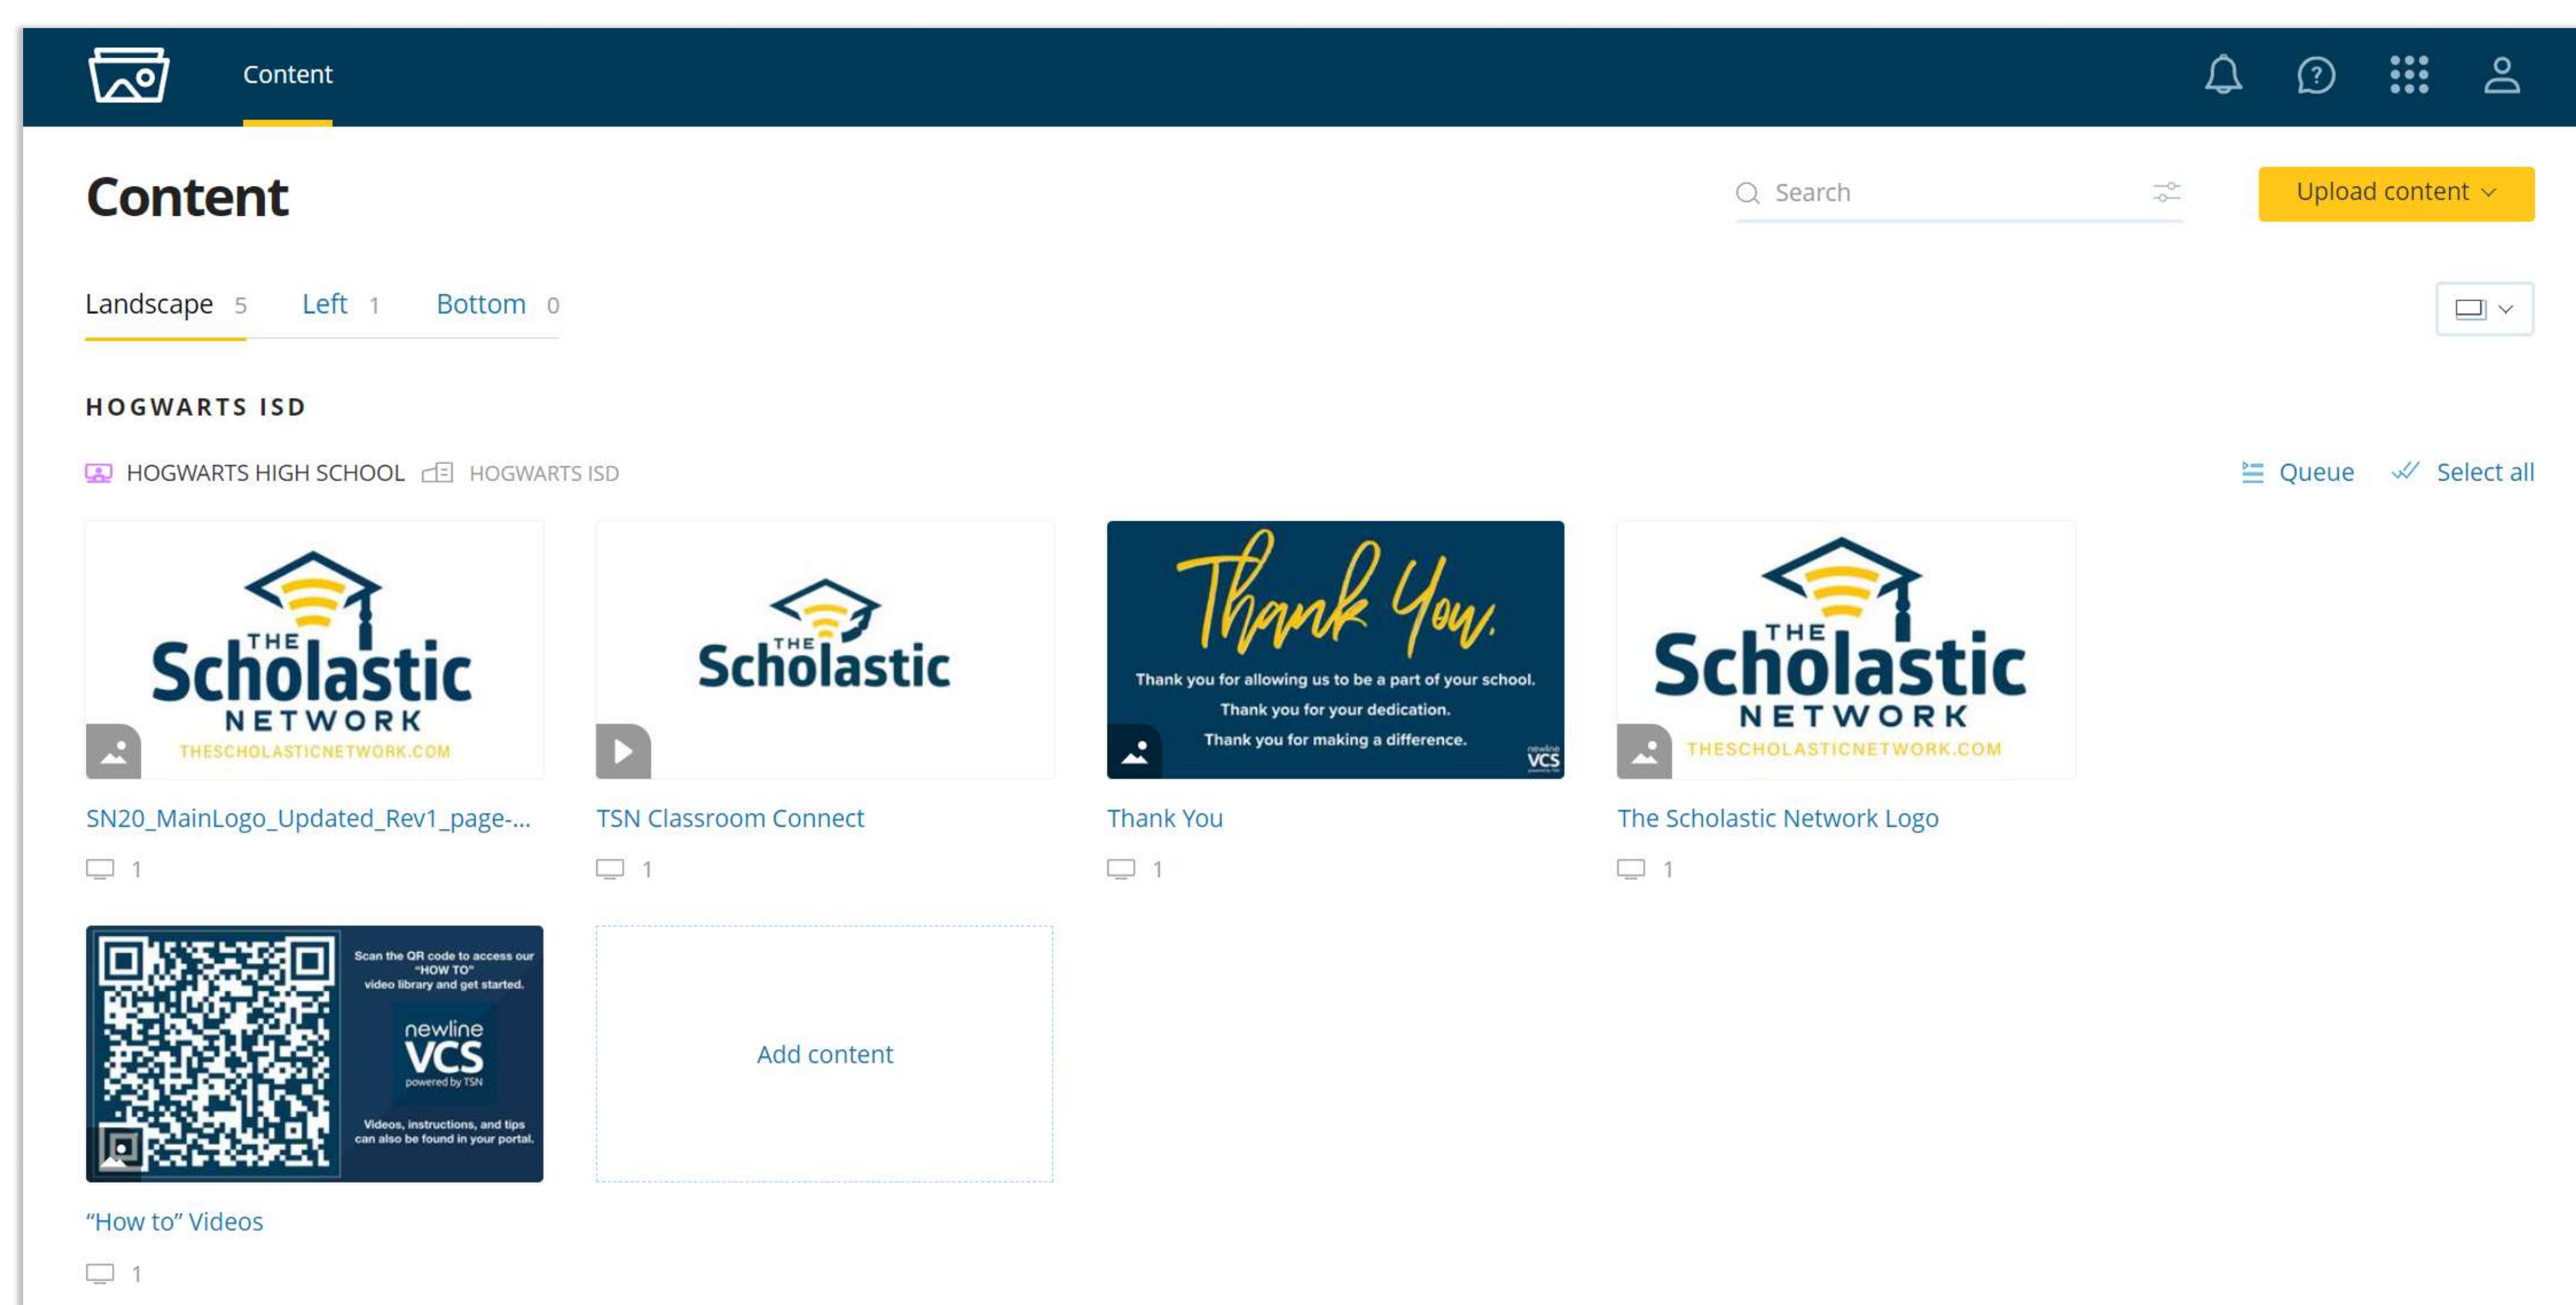 Content
Content
Search
Upload content
Landscape 5 Left 1 Bottom 0
HOGWARTS ISD
HOGWARTS HIGH SCHOOL HOGWARTS ISD
Queue Select all
THE
Scholastic
NETWORK
THESCHOLASTICNETWORK.COM
SN20_MainLogo_Updated_Rev1_page-...
1
THE
Scholastic
TSN Classroom Connect
1
Thank You.
Thank you for allowing us to be a part of your school.
Thank you for your dedication.
Thank you for making a difference.
newline
VCS
Thank You
1
THE
Scholastic
NETWORK
THESCHOLASTICNETWORK.COM
The Scholastic Network Logo
1
Scan the QR code to access our
"HOW TO"
video library and get started.
newline
VCS
powered by TSN
Videos, instructions, and tips
can also be found in your portal.
“How to” Videos
1
Add content